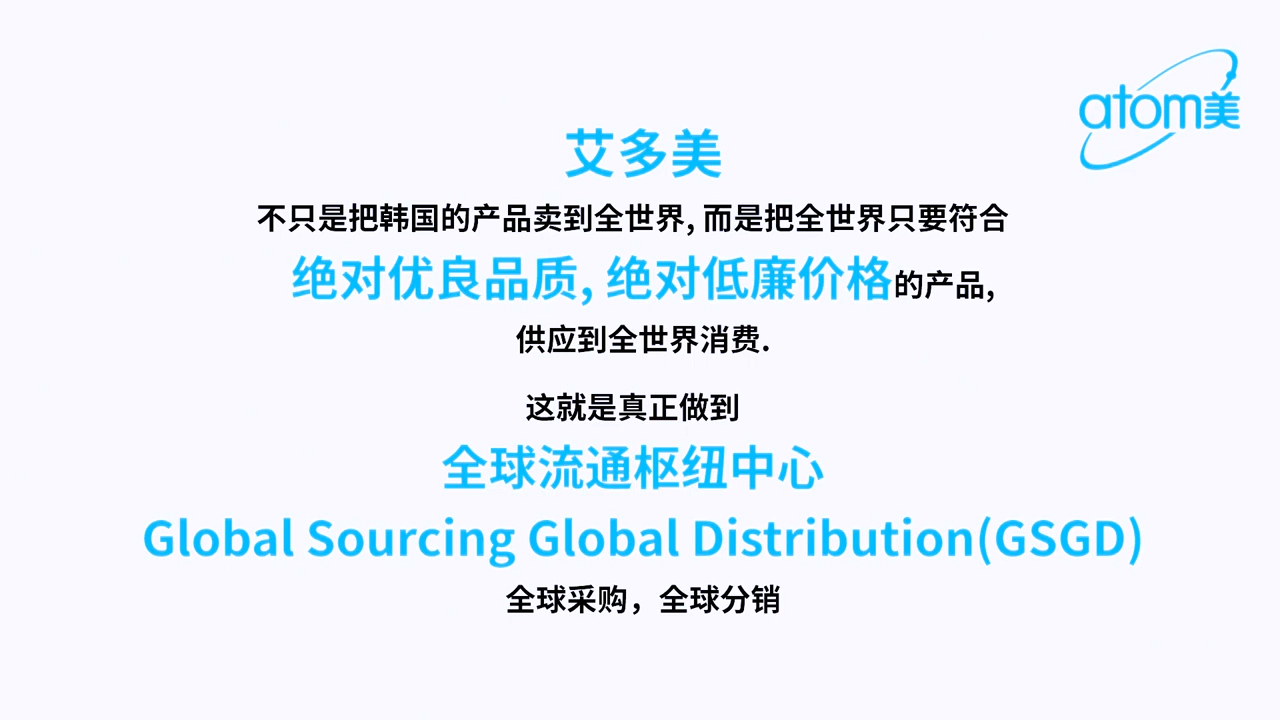 atom美
艾多美
不只是把韩国的产品卖到全世界, 而是把全世界只要符合
绝对优良品质, 绝对低廉价格的产品,
供应到全世界消费.
这就是真正做到
全球流通枢纽中心
Global Sourcing Global Distribution(GSGD)
全球采购，全球分销